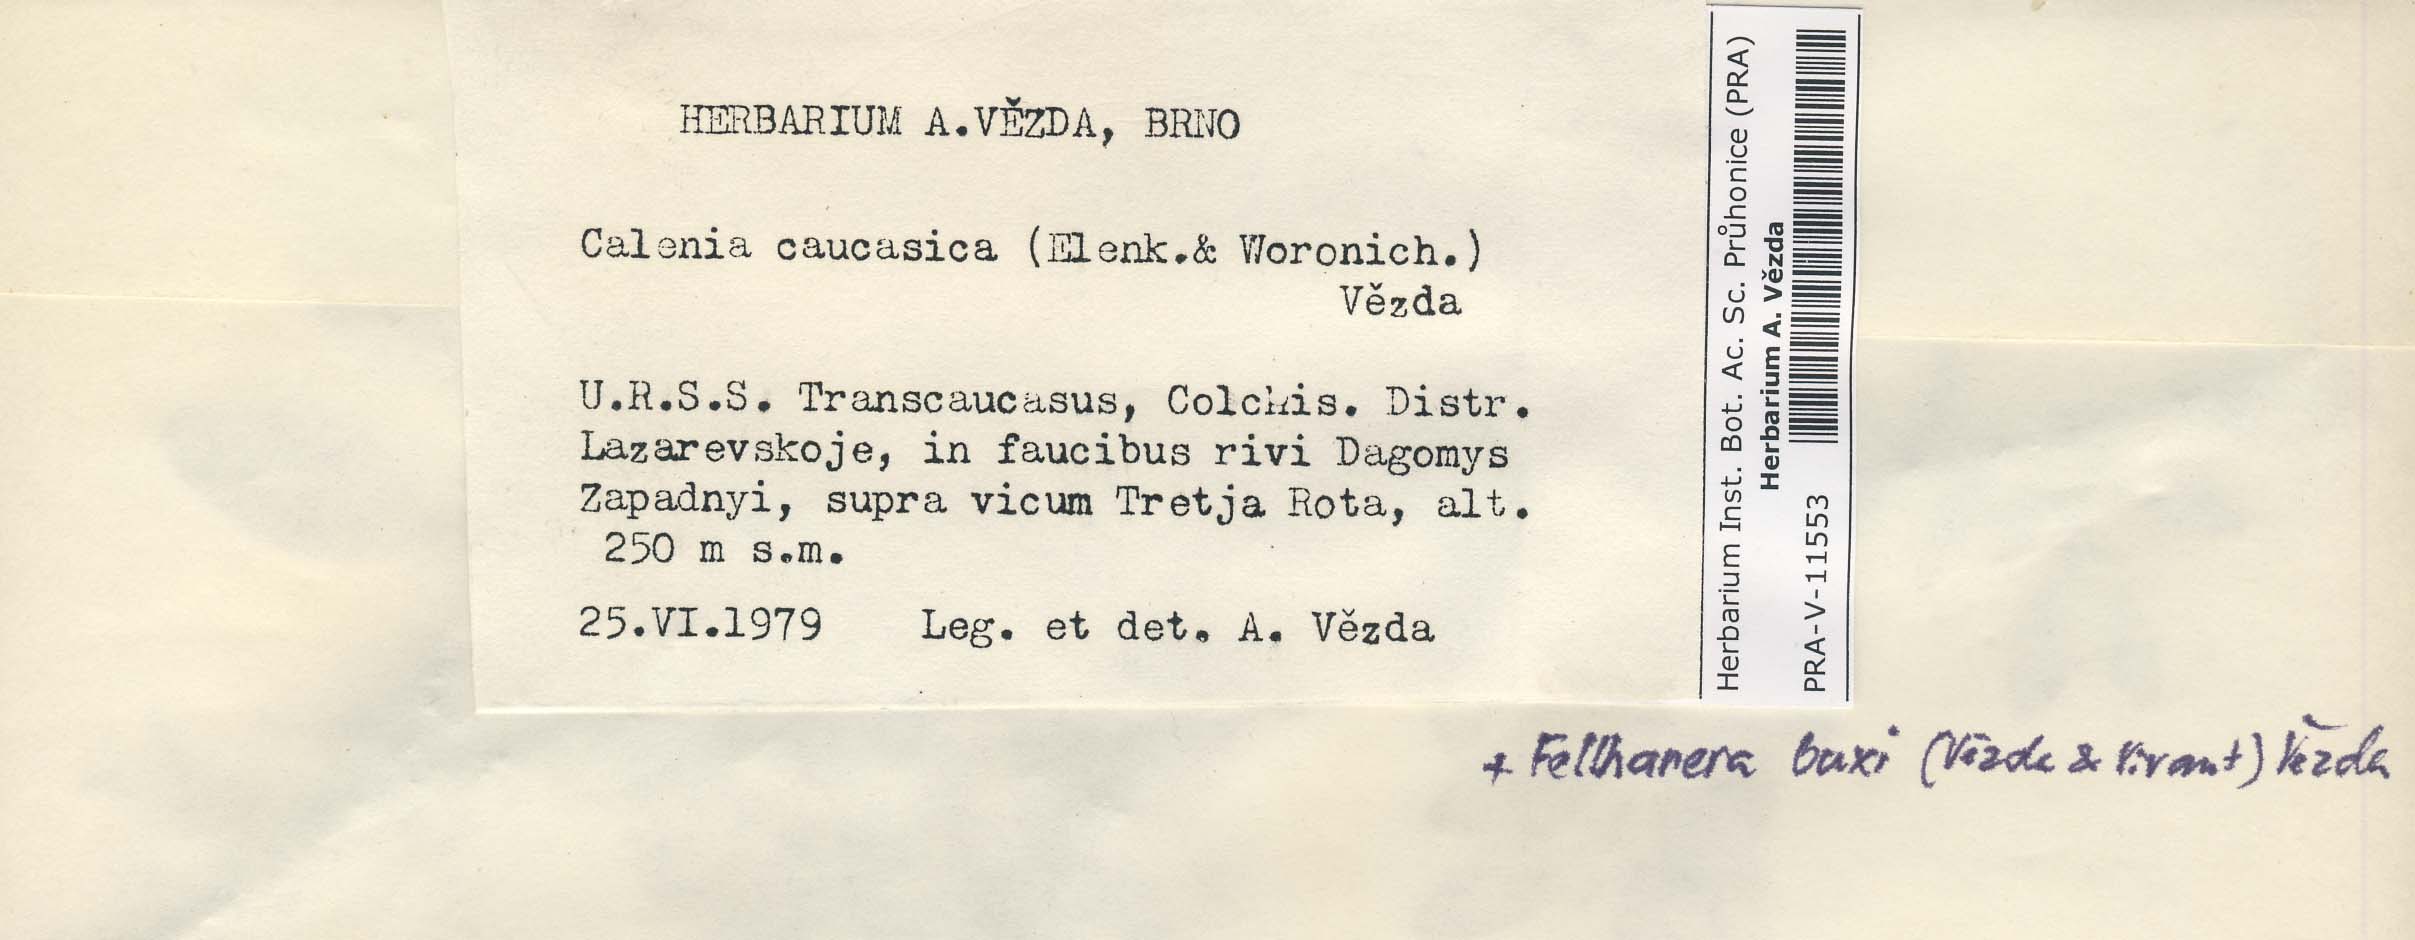 HERBARIUM A.VĚZDA, BRNO
Calenia caucasica (Elenk.& Woronich.)
Vězda
U.R.S.S. Transcaucasus, Colchis. Distr.
Lazarevskoje, in faucibus rivi Dagomys
Zapadnyi, supra vicum Tretja Rota, alt.
250 m s.m.
25.VI.1979 Leg. et det. A. Vězda
Herbarium Inst. Bot. Ac. Sc. Průhonice (PRA)
Herbarium A. Vězda
PRA-V-11553
+ Fellhanera buxi (Vězda & Vivant) Vězda